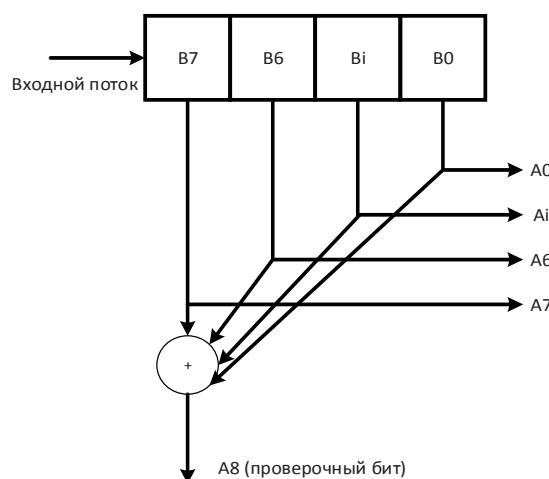 B7 B6 Bi B0
Входной поток
A0
Ai
A6
A7
+
A8 (проверочный бит)